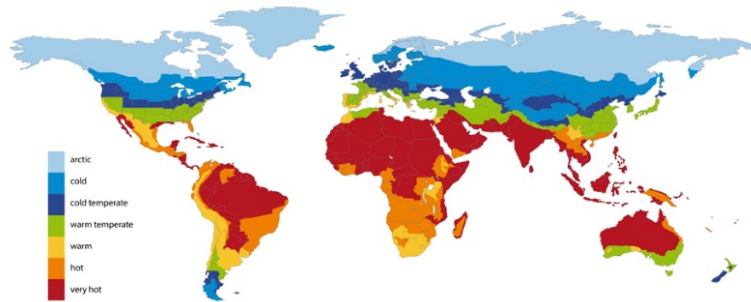 arctic
cold
cold temperate
warm temperate
warm
hot
very hot